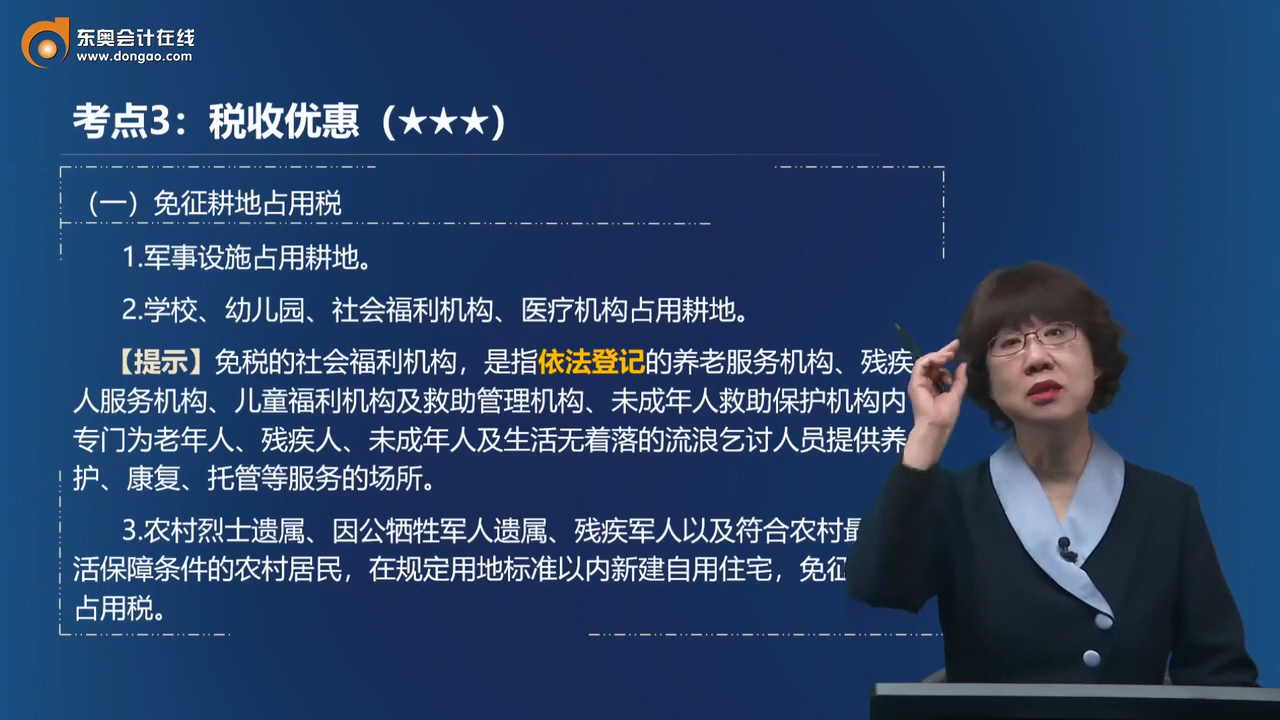 东奥会计在线
www.dongao.com
考点3：税收优惠（★★★）
（一）免征耕地占用税
1.军事设施占用耕地。
2.学校、幼儿园、社会福利机构、医疗机构占用耕地。
【提示】免税的社会福利机构，是指依法登记的养老服务机构、残疾
人服务机构、儿童福利机构及救助管理机构、未成年人救助保护机构内
专门为老年人、残疾人、未成年人及生活无着落的流浪乞讨人员提供养
护、康复、托管等服务的场所。
3.农村烈士遗属、因公牺牲军人遗属、残疾军人以及符合农村最
活保障条件的农村居民，在规定用地标准以内新建自用住宅，免征
占用税。